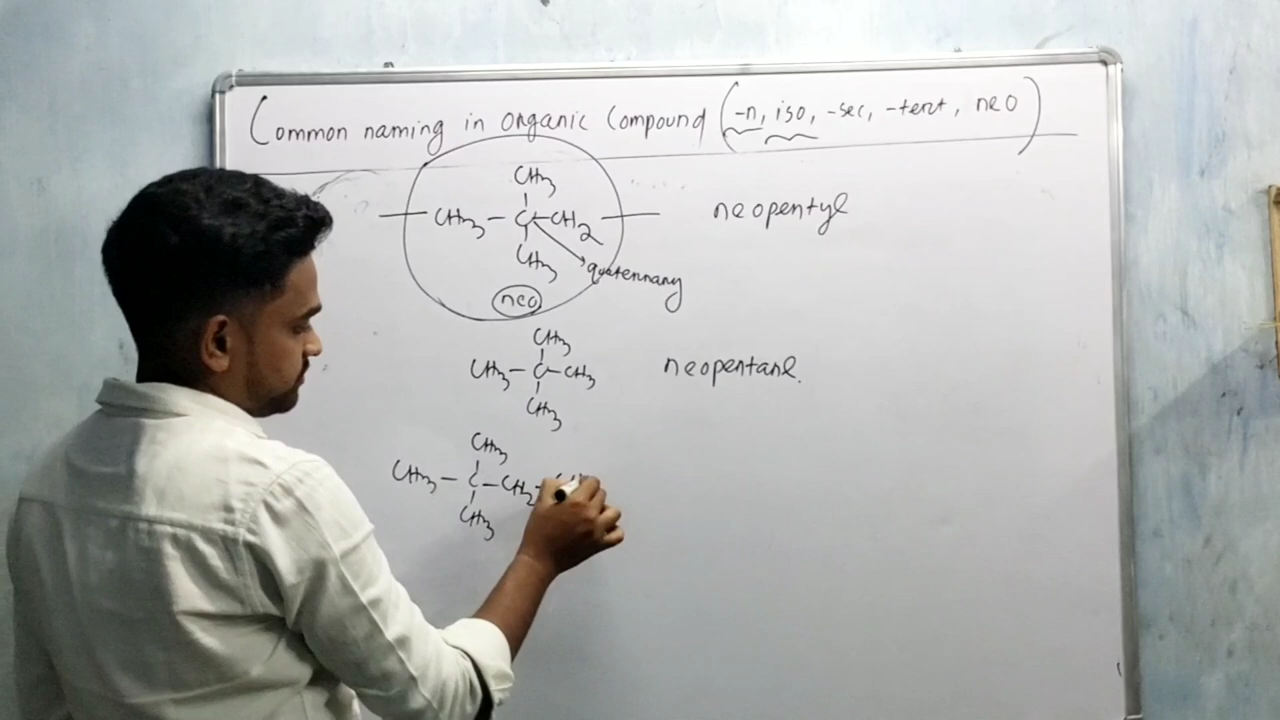 Common naming in organic Compound (-n, iso, -sec, -tert, neo)
CH3
CH3 - C - CH2
CH3
quaternary
neo
neopentyl
CH3
CH3 - C - CH3
CH3
neopentane.
CH3
CH3 - C - CH2 -
CH3